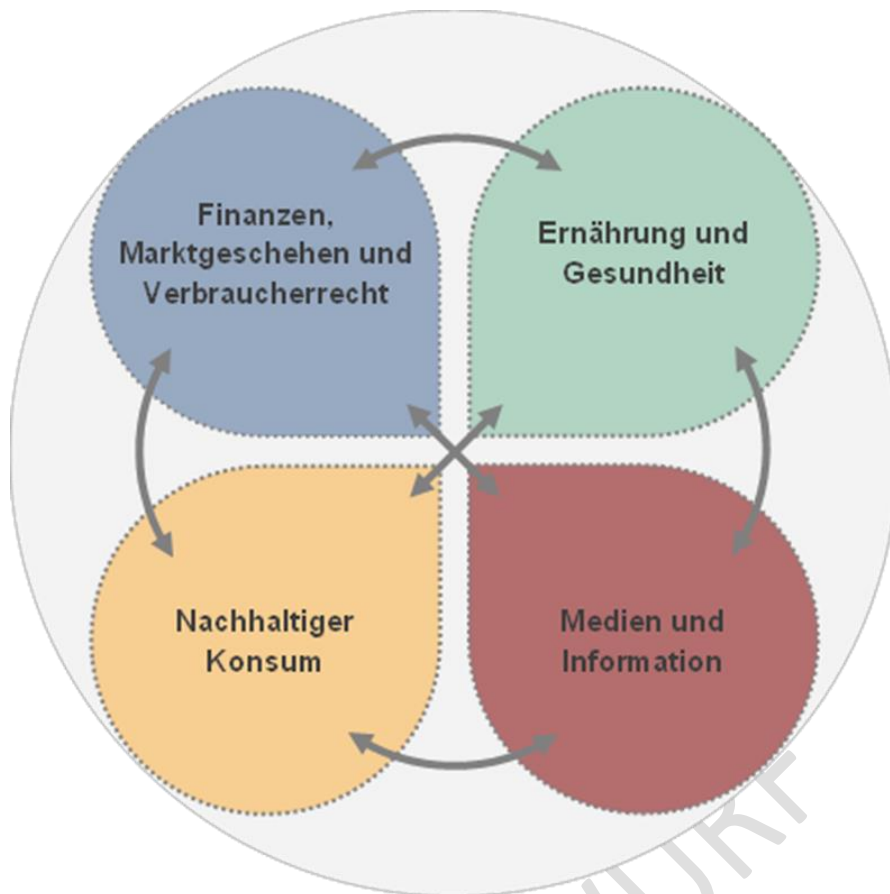 Finanzen,
Marktgeschehen und
Verbraucherrecht
Ernährung und
Gesundheit
Nachhaltiger
Konsum
Medien und
Information